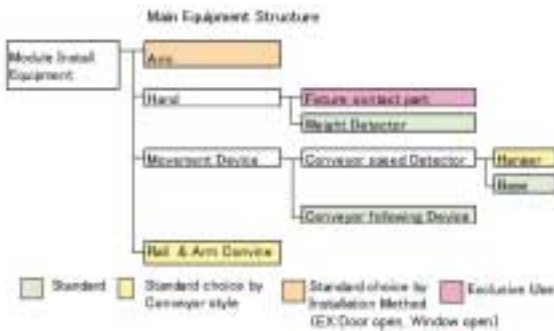 Main Equipment Structure
Module Install
Equipment
Arm
Hand
Fixture contact part
Weight Detector
Movement Device
Conveyor speed Detector
Hanger
Base
Conveyor following Device
Rail & Arm Convine
Standard
Standard choice by
Conveyor style
Standard choice by
Installation Method
(EX:Door open, Window open)
Exclusive Use